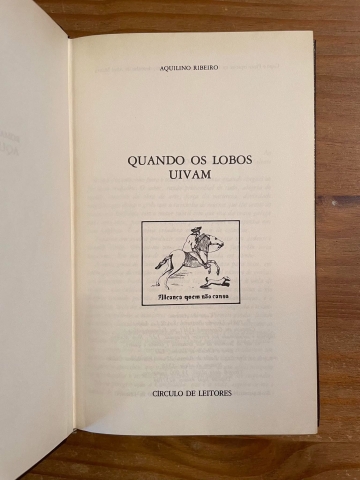 AQUILINO RIBEIRO
QUANDO OS LOBOS
UIVAM
Alcança quem não cansa
CÍRCULO DE LEITORES